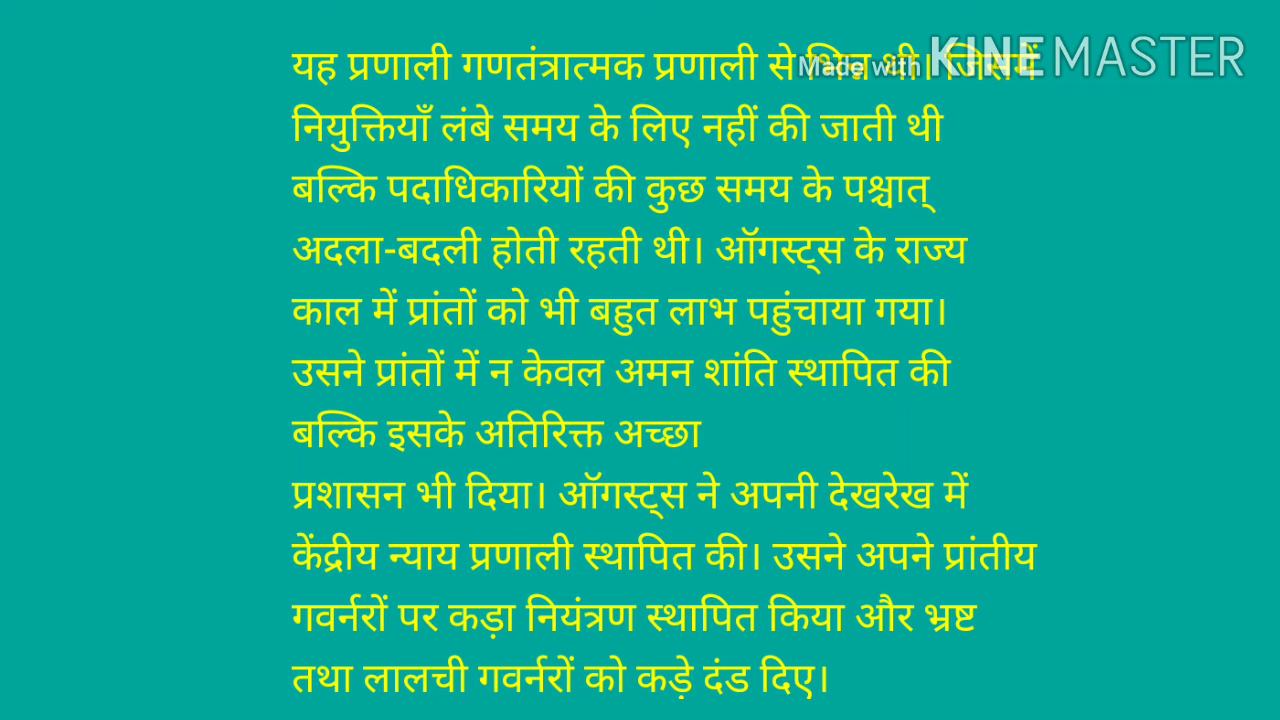 यह प्रणाली गणतंत्रात्मक प्रणाली से भिन्न थी। जिसमें
Made with KINEMASTER
नियुक्तियाँ लंबे समय के लिए नहीं की जाती थी
बल्कि पदाधिकारियों की कुछ समय के पश्चात्
अदला-बदली होती रहती थी। ऑगस्ट्स के राज्य
काल में प्रांतों को भी बहुत लाभ पहुंचाया गया।
उसने प्रांतों में न केवल अमन शांति स्थापित की
बल्कि इसके अतिरिक्त अच्छा
प्रशासन भी दिया। ऑगस्ट्स ने अपनी देखरेख में
केंद्रीय न्याय प्रणाली स्थापित की। उसने अपने प्रांतीय
गवर्नरों पर कड़ा नियंत्रण स्थापित किया और भ्रष्ट
तथा लालची गवर्नरों को कड़े दंड दिए।